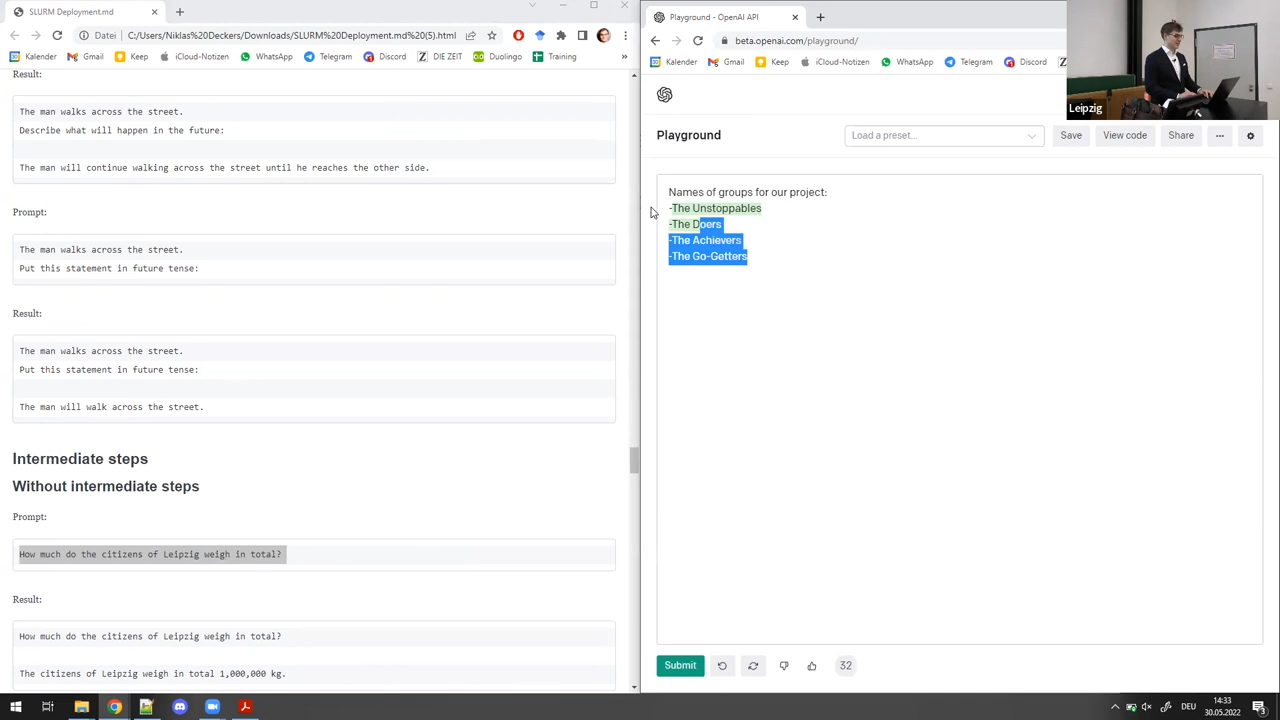 SLURM Deployment.md
Datei
C:/Users/Niklas%20Deckers/Downloads/SLURM%20Deployment.md%20(5).html
Kalender
Gmail
Keep
iCloud-Notizen
WhatsApp
Telegram
Discord
DIE ZEIT
Duolingo
Training
»
Result:
The man walks across the street.
Describe what will happen in the future:
The man will continue walking across the street until he reaches the other side.
Prompt:
The man walks across the street.
Put this statement in future tense:
Result:
The man walks across the street.
Put this statement in future tense:
The man will walk across the street.
Intermediate steps
Without intermediate steps
Prompt:
How much do the citizens of Leipzig weigh in total?
Result:
How much do the citizens of Leipzig weigh in total?
The citizens of Leipzig weigh in total 1,000,000 kg.
Playground - OpenAI API
beta.openai.com/playground/
Kalender
Gmail
Keep
iCloud-Notizen
WhatsApp
Telegram
Discord
Leipzig
Playground
Load a preset...
Save
View code
Share
Names of groups for our project:
-The Unstoppables
-The Doers
-The Achievers
-The Go-Getters
Submit
32
DEU
14:33
30.05.2022
3